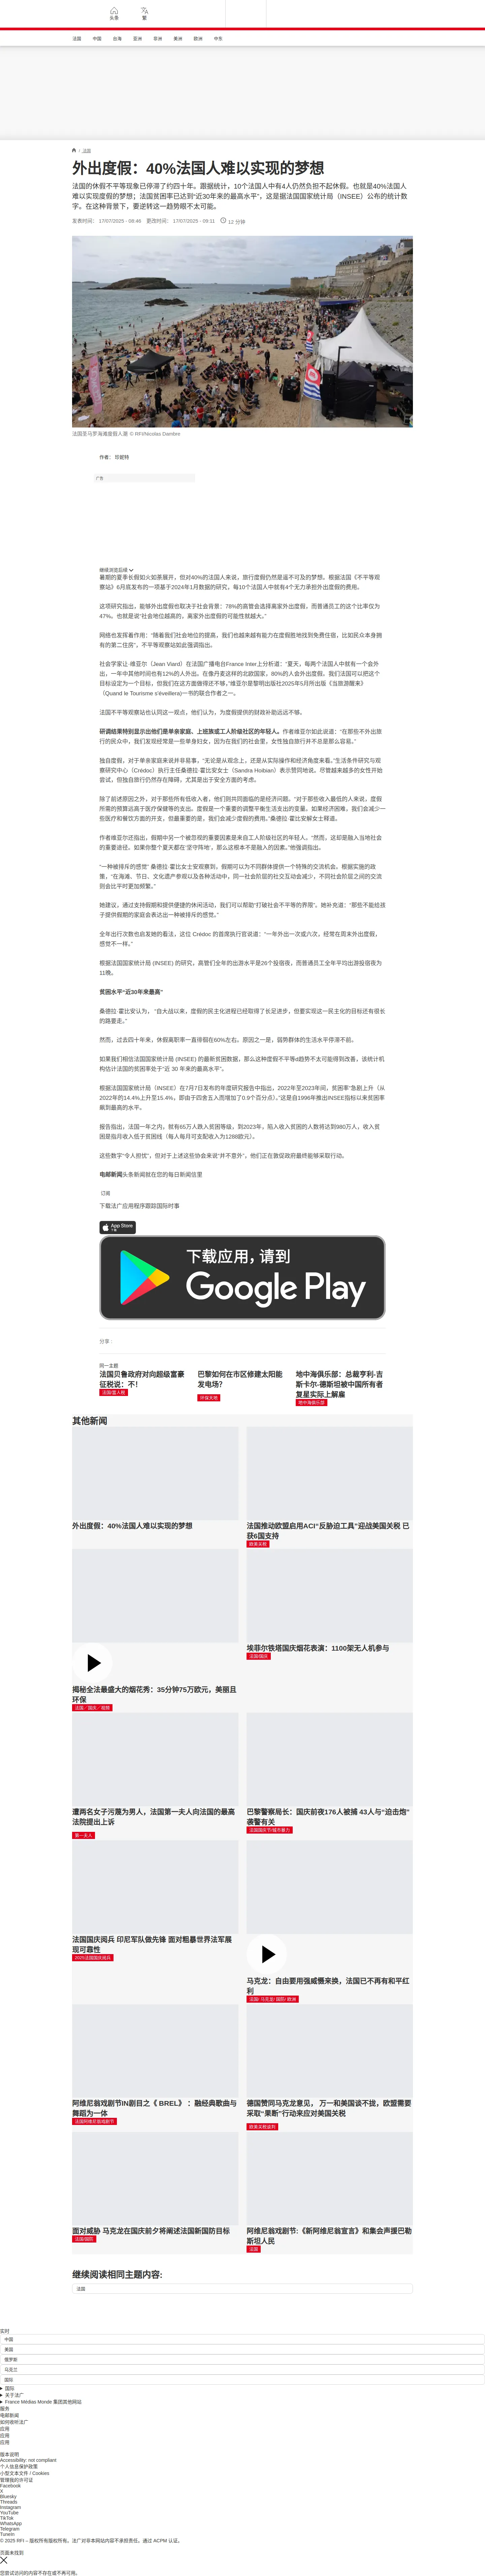 头条
繁
法国
中国
台海
亚洲
非洲
美洲
欧洲
中东
/ 法国
外出度假：40%法国人难以实现的梦想
法国的休假不平等现象已停滞了约四十年。跟据统计，10个法国人中有4人仍然负担不起休假。也就是40%法国人难以实现度假的梦想；法国贫困率已达到“近30年来的最高水平”，这是据法国国家统计局（INSEE）公布的统计数字。在这种背景下，要逆转这一趋势眼不太可能。
发表时间： 17/07/2025 - 08:46 更改时间： 17/07/2025 - 09:11 12 分钟
法国圣马罗海滩度假人潮 © RFI/Nicolas Dambre
作者： 珍妮特
广告
继续浏览后续
暑期的夏季长假如火如荼展开，但对40%的法国人来说，旅行度假仍然是遥不可及的梦想。根据法国《不平等观察站》6月底发布的一项基于2024年1月数据的研究，每10个法国人中就有4个无力承担外出度假的费用。
这项研究指出，能够外出度假也取决于社会背景：78%的高管会选择离家外出度假，而普通员工的这个比率仅为47%。也就是说“社会地位越高的，离家外出度假的可能性就越大。”
网络也发挥着作用：“随着我们社会地位的提高，我们也越来越有能力在度假胜地找到免费住宿，比如民众本身拥有的第二住房”，不平等观察站如此强调指出。
社会学家让·维亚尔（Jean Viard）在法国广播电台France Inter上分析道：“夏天，每两个法国人中就有一个会外出，一年中其他时间也有12%的人外出。在像丹麦这样的北欧国家，80%的人会外出度假。我们法国可以把这个目标设定为一个目标，但我们在这方面做得还不够。”维亚尔是黎明出版社2025年5月所出版《当旅游醒来》（Quand le Tourisme s'éveillera)一书的联合作者之一。
法国不平等观察站也认同这一观点，他们认为，为度假提供的财政补助远远不够。
研调结果特别显示出他们是单亲家庭、上班族或工人阶级社区的年轻人。作者维亚尔如此说道：“在那些不外出旅行的民众中，我们发现经常是一些单身妇女，因为在我们的社会里，女性独自旅行并不总是那么容易。”
独自度假，对于单亲家庭来说并非易事，“无论是从观念上，还是从实际操作和经济角度来看。”生活条件研究与观察研究中心（Crédoc）执行主任桑德拉·霍比安女士（Sandra Hoibian）表示赞同地说。尽管越来越多的女性开始尝试，但独自旅行仍然存在障碍，尤其是出于安全方面的考虑。
除了前述原因之外，对于那些所有低收入者，他们则共同面临的是经济问题。“对于那些收入最低的人来说，度假所需的预算远高于医疗保健等的支出。度假是一个重要的调整平衡生活支出的变量。如果经济困难，我们会减少一些医疗和餐饮方面的开支，但最重要的是，我们会减少度假的费用。”桑德拉·霍比安解女士释道。
作者维亚尔还指出，假期中另一个被忽视的重要因素是来自工人阶级社区的年轻人。“然而，这却是融入当地社会的重要途径。如果你整个夏天都在‘坚守阵地’，那么这根本不是融入的因素。”他强调指出。
“一种被排斥的感觉” 桑德拉·霍比女士安观察到，假期可以为不同群体提供一个特殊的交流机会。根据实施的政策，“在海滩、节日、文化遗产参观以及各种活动中，同一社会阶层的社交互动会减少，不同社会阶层之间的交流则会比平时更加频繁。”
她建议，通过支持假期和提供便捷的休闲活动，我们可以帮助“打破社会不平等的界限”。她补充道：“那些不能给孩子提供假期的家庭会表达出一种被排斥的感觉。”
全年出行次数也启发她的看法，这位 Crédoc 的首席执行官说道：“一年外出一次或六次，经常在周末外出度假，感觉不一样。”
根据法国国家统计局 (INSEE) 的研究，高管们全年的出游水平是26个投宿夜，而普通员工全年平均出游投宿夜为11晚。
贫困水平“近30年来最高”
桑德拉·霍比安认为， “自大战以来，度假的民主化进程已经取得了长足进步，但要实现这一民主化的目标还有很长的路要走。”
然而，过去四十年来，休假离职率一直徘徊在60%左右。原因之一是，弱势群体的生活水平停滞不前。
如果我们相信法国国家统计局 (INSEE) 的最新贫困数据，那么这种度假不平等d趋势不太可能得到改善，该统计机构估计法国的贫困率处于“近 30 年来的最高水平”。
根据法国国家统计局（INSEE）在7月7日发布的年度研究报告中指出，2022年至2023年间，贫困率“急剧上升（从2022年的14.4%上升至15.4%，即由于四舍五入而增加了0.9个百分点）。”这是自1996年推出INSEE指标以来贫困率飙到最高的水平。
报告指出，法国一年之内，就有65万人跌入贫困等级，到2023年，陷入收入贫困的人数将达到980万人，收入贫困是指月收入低于贫困线（每人每月可支配收入为1288欧元）。
这些数字“令人担忧”，但对于上述这些协会来说“并不意外”，他们正在敦促政府最终能够采取行动。
电邮新闻头条新闻就在您的每日新闻信里
订阅
下载法广应用程序跟踪国际时事
App Store
下载应用，请到
Google Play
分享 :
同一主题
法国贝鲁政府对向超级富豪征税说：不！
法国/富人税
巴黎如何在市区修建太阳能发电场？
环保天地
地中海俱乐部：总裁亨利-吉斯卡尔-德斯坦被中国所有者复星实际上解雇
地中海俱乐部
其他新闻
外出度假：40%法国人难以实现的梦想
法国推动欧盟启用ACI“反胁迫工具”迎战美国关税 已获6国支持
欧美关税
揭秘全法最盛大的烟花秀：35分钟75万欧元，美丽且环保
法国／国庆／视频
埃菲尔铁塔国庆烟花表演：1100架无人机参与
法国/国庆
遭两名女子污蔑为男人，法国第一夫人向法国的最高法院提出上诉
第一夫人
巴黎警察局长：国庆前夜176人被捕 43人与“迫击炮”袭警有关
法国国庆节/城市暴力
法国国庆阅兵 印尼军队做先锋 面对粗暴世界法军展现可靠性
2025法国国庆阅兵
马克龙：自由要用强威慑来换，法国已不再有和平红利
法国/ 马克龙/ 国防/ 欧洲
阿维尼翁戏剧节IN剧目之《 BREL》 ：融经典歌曲与舞蹈为一体
法国阿维尼翁戏剧节
德国赞同马克龙意见， 万一和美国谈不拢，欧盟需要采取“果断”行动来应对美国关税
欧美关税谈判
面对威胁 马克龙在国庆前夕将阐述法国新国防目标
法国/国防
阿维尼翁戏剧节:《新阿维尼翁宣言》和集会声援巴勒斯坦人民
法国
继续阅读相同主题内容:
法国
实时
中国
美国
俄罗斯
乌克兰
国际
国际
关于法广
France Médias Monde 集团其他网站
服务
电邮新闻
如何收听法广
应用
应用
应用
版本说明
Accessibility: not compliant
个人信息保护政策
小型文本文件 / Cookies
管理我的许可证
Facebook
X
Bluesky
Threads
Instagram
YouTube
TikTok
WhatsApp
Telegram
TuneIn
© 2025 RFI – 版权所有版权所有。法广对非本网站内容不承担责任。通过 ACPM 认证。
页面未找到
您尝试访问的内容不存在或不再可用。